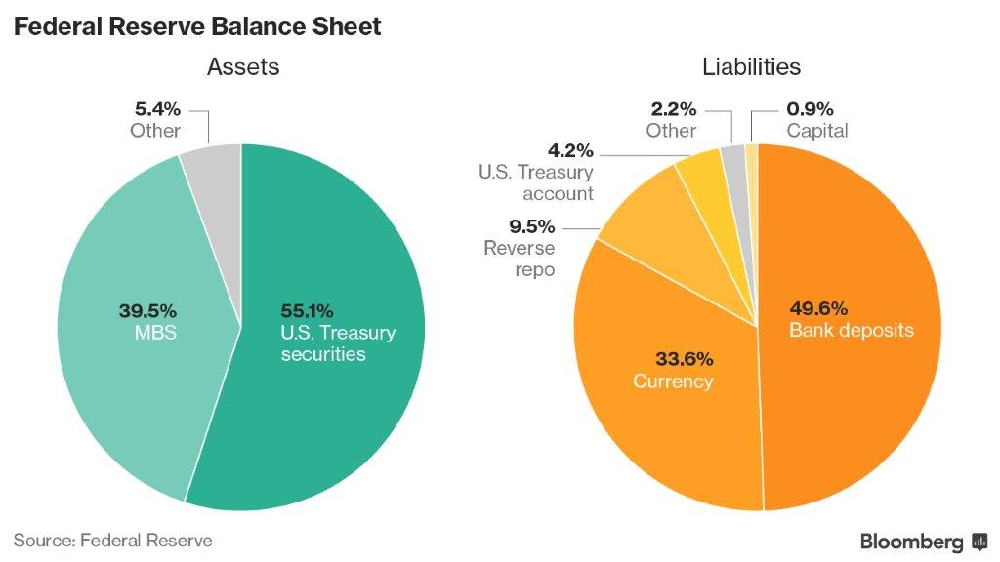 Federal Reserve Balance Sheet
Assets
5.4%
Other
39.5%
MBS
55.1%
U.S. Treasury
securities
Liabilities
2.2%
Other
0.9%
Capital
4.2%
U.S. Treasury
account
9.5%
Reverse
repo
49.6%
Bank deposits
33.6%
Currency
Source: Federal Reserve
Bloomberg